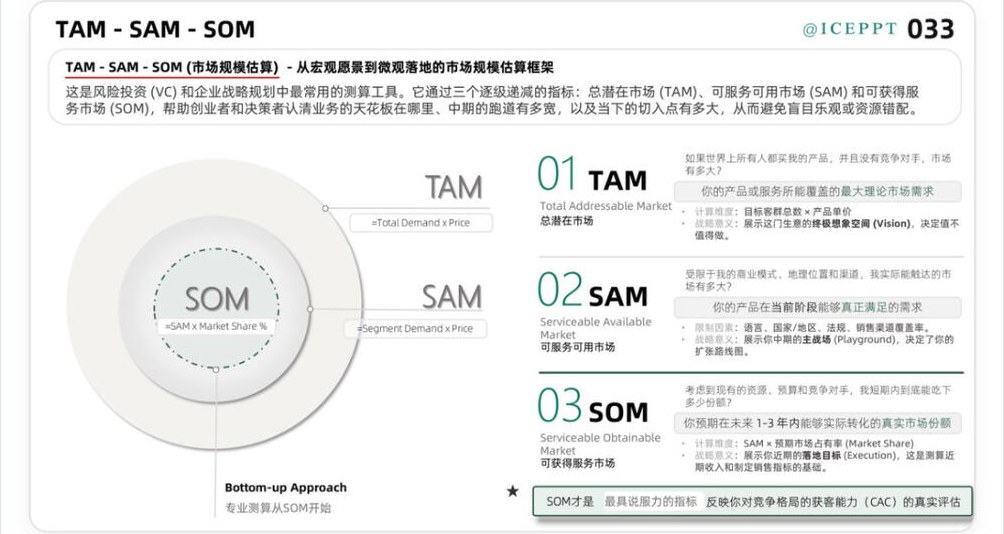 TAM - SAM - SOM
@ICEPPT 033
TAM - SAM - SOM (市场规模估算) - 从宏观愿景到微观落地的市场规模估算框架
这是风险投资 (VC) 和企业战略规划中最常用的测算工具。它通过三个逐级递减的指标：总潜在市场 (TAM)、可服务可用市场 (SAM) 和可获得服
务市场 (SOM)，帮助创业者和决策者认清业务的天花板在哪里、中期的跑道有多宽，以及当下的切入点有多大，从而避免盲目乐观或资源错配。
TAM
=Total Demand x Price
SAM
=Segment Demand x Price
SOM
=SAM x Market Share %
Bottom-up Approach
专业测算从SOM开始
01 TAM
Total Addressable Market
总潜在市场
如果世界上所有人都买我的产品，并且没有竞争对手，市场
有多大？
你的产品或服务所能覆盖的最大理论市场需求
• 计算维度：目标客群总数 × 产品单价
• 战略意义：展示这门生意的终极想象空间 (Vision)，决定值不
值得做。
02 SAM
Serviceable Available
Market
可服务可用市场
受限于我的商业模式、地理位置和渠道，我实际能触达的市
场有多大？
你的产品在当前阶段能够真正满足的需求
• 限制因素：语言、国家/地区、法规、销售渠道覆盖率。
• 战略意义：展示你中期的主战场 (Playground)，决定了你的
扩张路线图。
03 SOM
Serviceable Obtainable
Market
可获得服务市场
考虑到现有的资源、预算和竞争对手，我短期内到底能吃下
多少份额？
你预期在未来 1-3 年内能够实际转化的真实市场份额
• 计算维度：SAM × 预期市场占有率 (Market Share)
• 战略意义：展示你近期的落地目标 (Execution)，这是测算近
期收入和制定销售指标的基础。
★ SOM才是 最具说服力的指标 反映你对竞争格局的获客能力（CAC）的真实评估